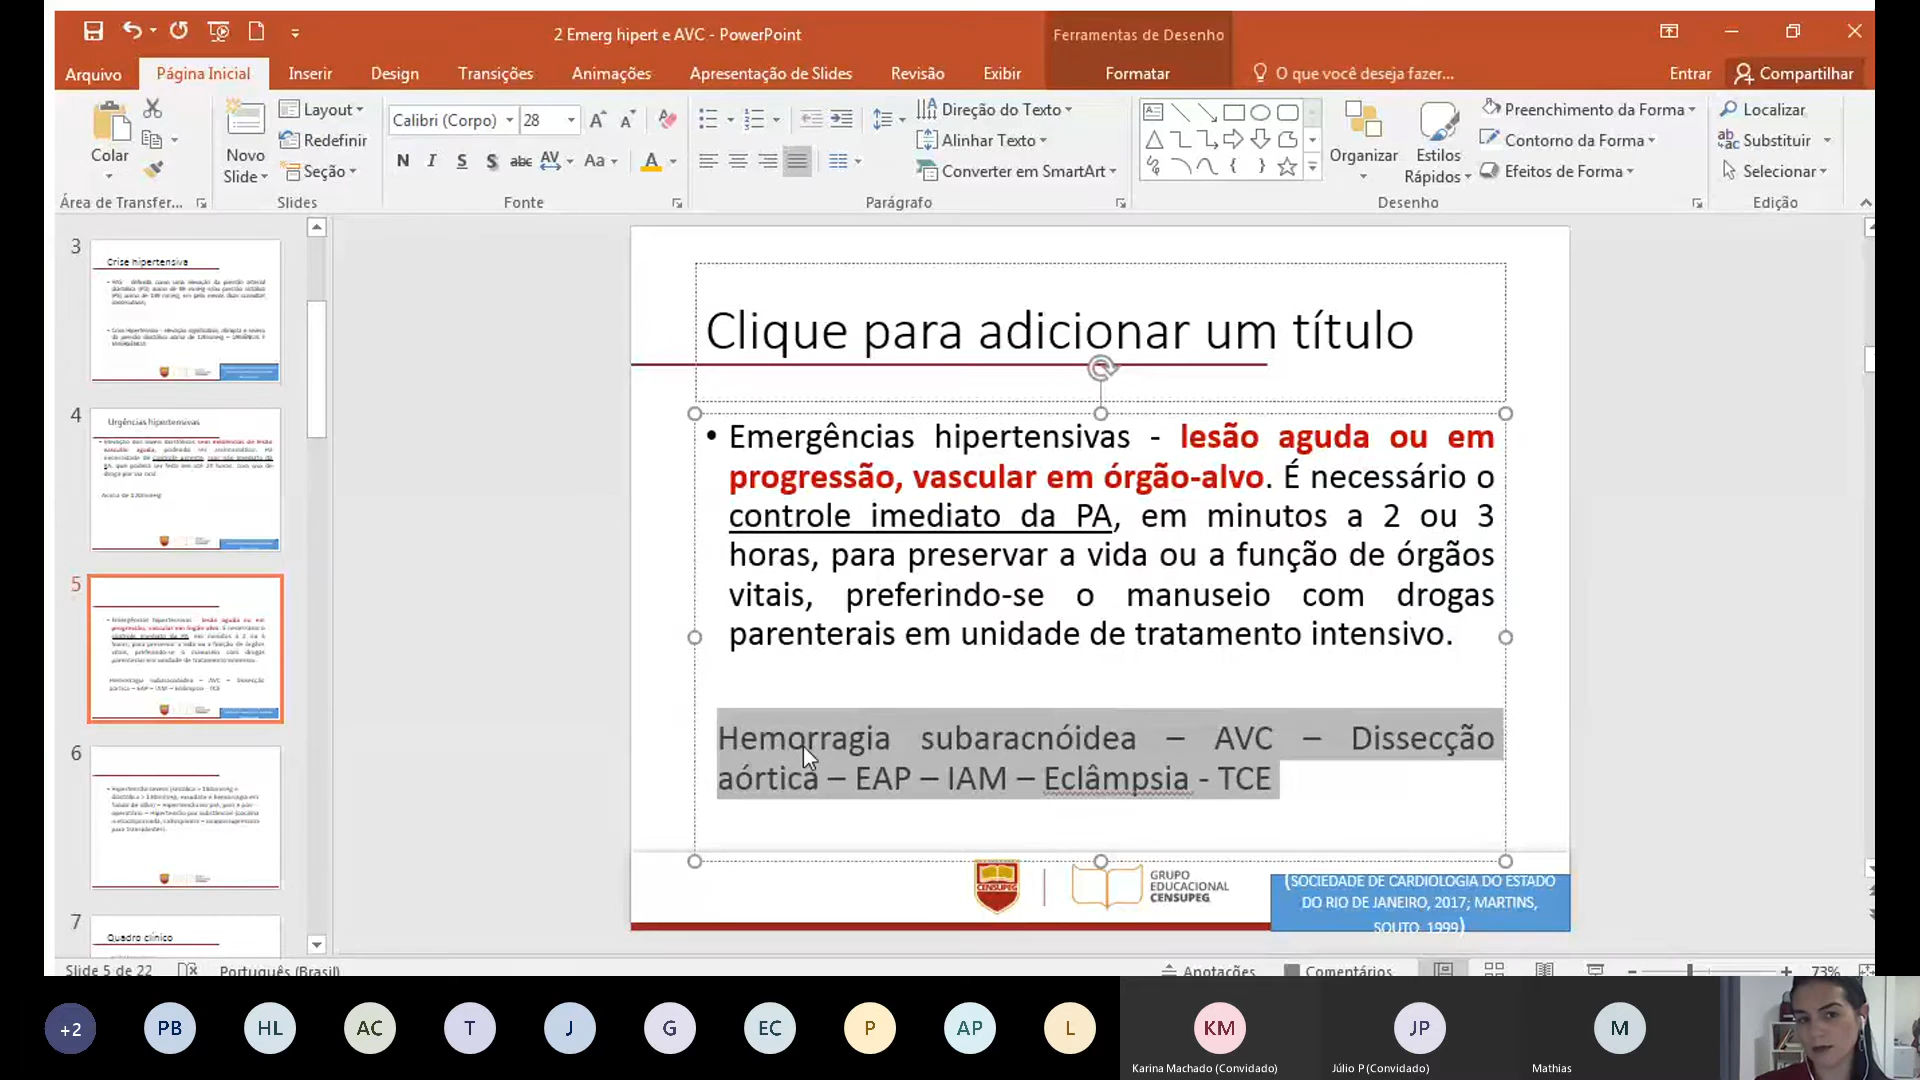 2 Emerg hipert e AVC - PowerPoint
Ferramentas de Desenho
Arquivo
Página Inicial
Inserir
Design
Transições
Animações
Apresentação de Slides
Revisão
Exibir
Formatar
O que você deseja fazer...
Entrar
Compartilhar
Colar
Novo
Slide
Layout
Redefinir
Seção
Calibri (Corpo)
28
N I S S abc AV Aa A
Direção do Texto
Alinhar Texto
Converter em SmartArt
Organizar
Estilos
Rápidos
Preenchimento da Forma
Contorno da Forma
Efeitos de Forma
Localizar
Substituir
Selecionar
Área de Transfer...
Slides
Fonte
Parágrafo
Desenho
Edição
3
Crise hipertensiva
4
Urgências hipertensivas
5
6
7
Quadro clínico
Clique para adicionar um título
• Emergências hipertensivas - lesão aguda ou em
progressão, vascular em órgão-alvo. É necessário o
controle imediato da PA, em minutos a 2 ou 3
horas, para preservar a vida ou a função de órgãos
vitais, preferindo-se o manuseio com drogas
parenterais em unidade de tratamento intensivo.
Hemorragia subaracnóidea – AVC – Dissecção
aórtica – EAP – IAM – Eclâmpsia - TCE
CENSUPEG
GRUPO
EDUCACIONAL
CENSUPEG
(SOCIEDADE DE CARDIOLOGIA DO ESTADO
DO RIO DE JANEIRO, 2017; MARTINS,
SOUTO, 1999)
Slide 5 de 22
Português (Brasil)
Anotações
Comentários
73%
+2
PB
HL
AC
T
J
G
EC
P
AP
L
KM
JP
M
Karina Machado (Convidado)
Júlio P (Convidado)
Mathias